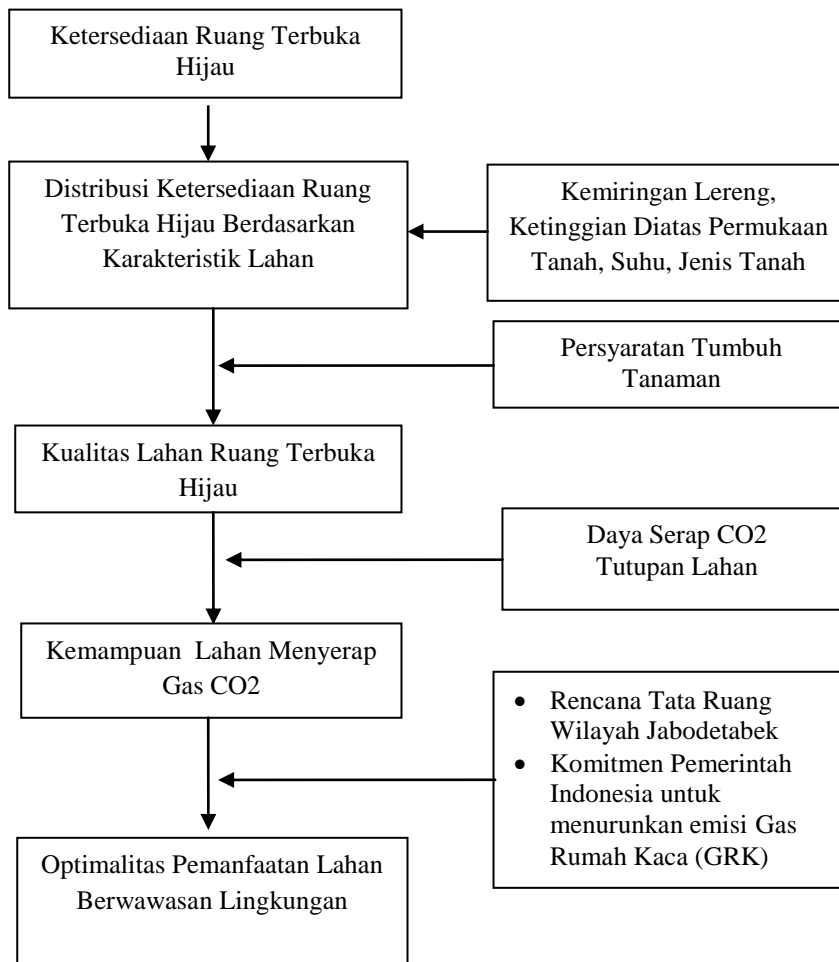 Ketersediaan Ruang Terbuka
Hijau
Distribusi Ketersediaan Ruang
Terbuka Hijau Berdasarkan
Karakteristik Lahan
Kemiringan Lereng,
Ketinggian Diatas Permukaan
Tanah, Suhu, Jenis Tanah
Persyaratan Tumbuh
Tanaman
Kualitas Lahan Ruang Terbuka
Hijau
Daya Serap CO2
Tutupan Lahan
Kemampuan Lahan Menyerap
Gas CO2
• Rencana Tata Ruang
Wilayah Jabodetabek
• Komitmen Pemerintah
Indonesia untuk
menurunkan emisi Gas
Rumah Kaca (GRK)
Optimalitas Pemanfaatan Lahan
Berwawasan Lingkungan